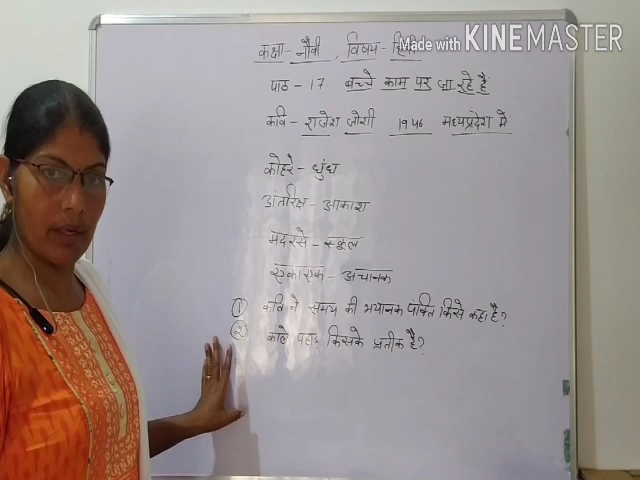 Made with KINEMASTER
कक्षा - नौवीं, विषय - हिन्दी
पाठ - 17. बच्चे काम पर जा रहे हैं
कवि - राजेश जोशी 1946 मध्यप्रदेश में
कोहरे - धुंध
अंतरिक्ष - आकाश
मदरसे - स्कूल
एकाएक - अचानक
① कवि ने समय की भयानक पंक्ति किसे कहा है?
② काले पहाड़ किसके प्रतीक है?